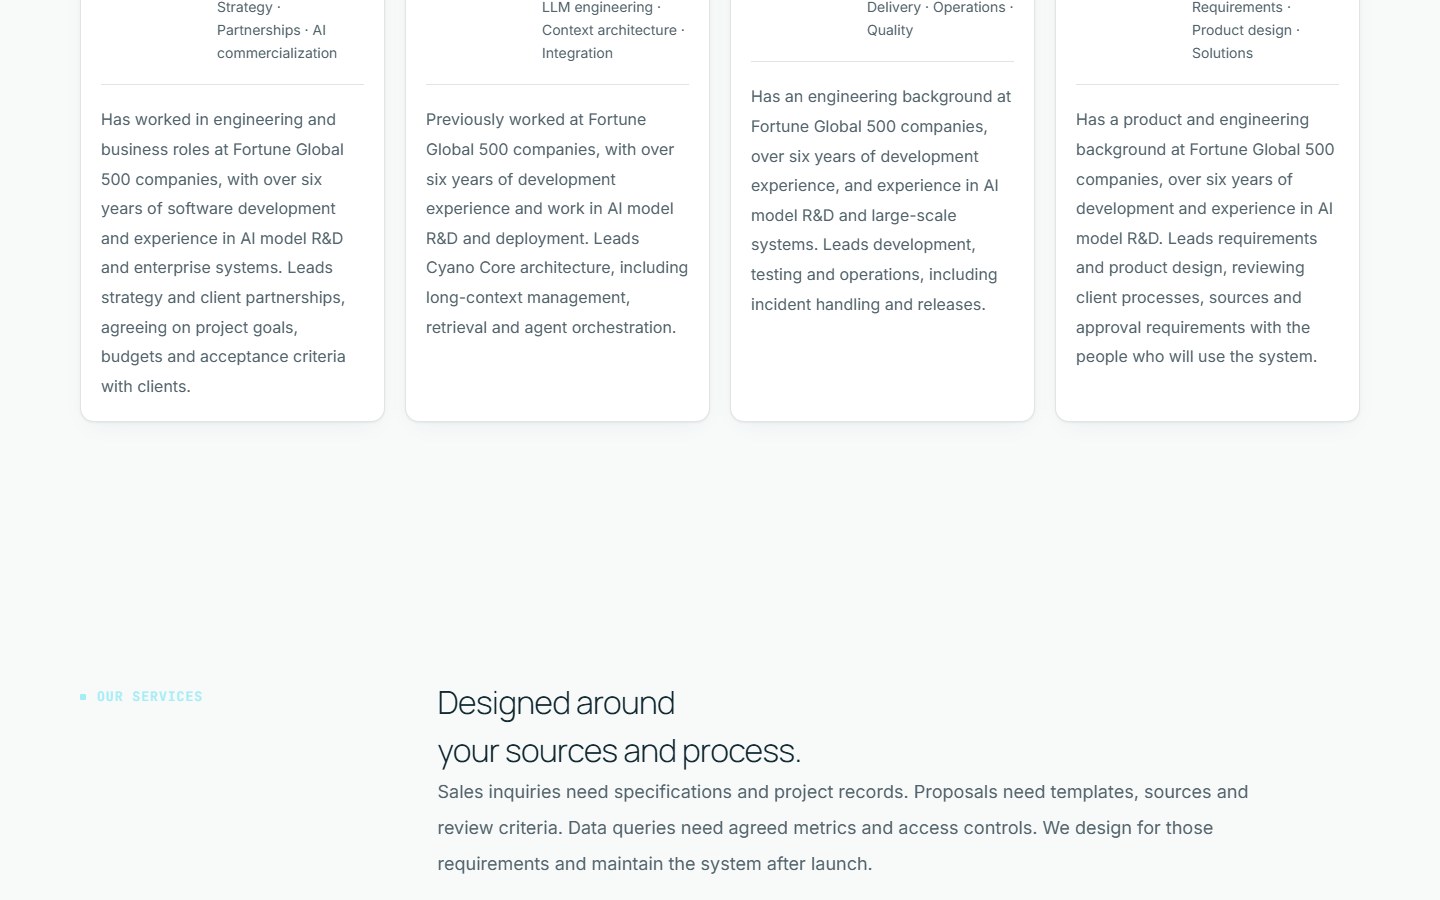 Strategy ·
Partnerships · AI
commercialization
Has worked in engineering and
business roles at Fortune Global
500 companies, with over six
years of software development
and experience in AI model R&D
and enterprise systems. Leads
strategy and client partnerships,
agreeing on project goals,
budgets and acceptance criteria
with clients.
LLM engineering ·
Context architecture ·
Integration
Previously worked at Fortune
Global 500 companies, with over
six years of development
experience and work in AI model
R&D and deployment. Leads
Cyano Core architecture, including
long-context management,
retrieval and agent orchestration.
Delivery · Operations ·
Quality
Has an engineering background at
Fortune Global 500 companies,
over six years of development
experience, and experience in AI
model R&D and large-scale
systems. Leads development,
testing and operations, including
incident handling and releases.
Requirements ·
Product design ·
Solutions
Has a product and engineering
background at Fortune Global 500
companies, over six years of
development and experience in AI
model R&D. Leads requirements
and product design, reviewing
client processes, sources and
approval requirements with the
people who will use the system.
OUR SERVICES
Designed around
your sources and process.
Sales inquiries need specifications and project records. Proposals need templates, sources and
review criteria. Data queries need agreed metrics and access controls. We design for those
requirements and maintain the system after launch.